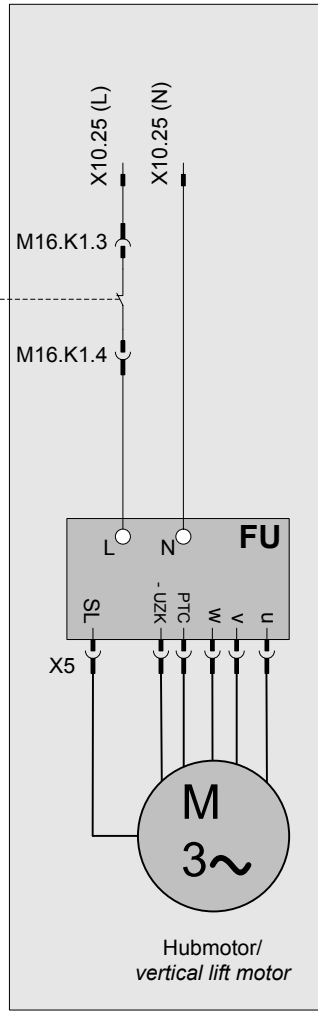 X10.25 (L)
X10.25 (N)
M16.K1.3
M16.K1.4
L
N
FU
SL
- UZK
PTC
w
v
u
X5
M
3~
Hubmotor/
vertical lift motor